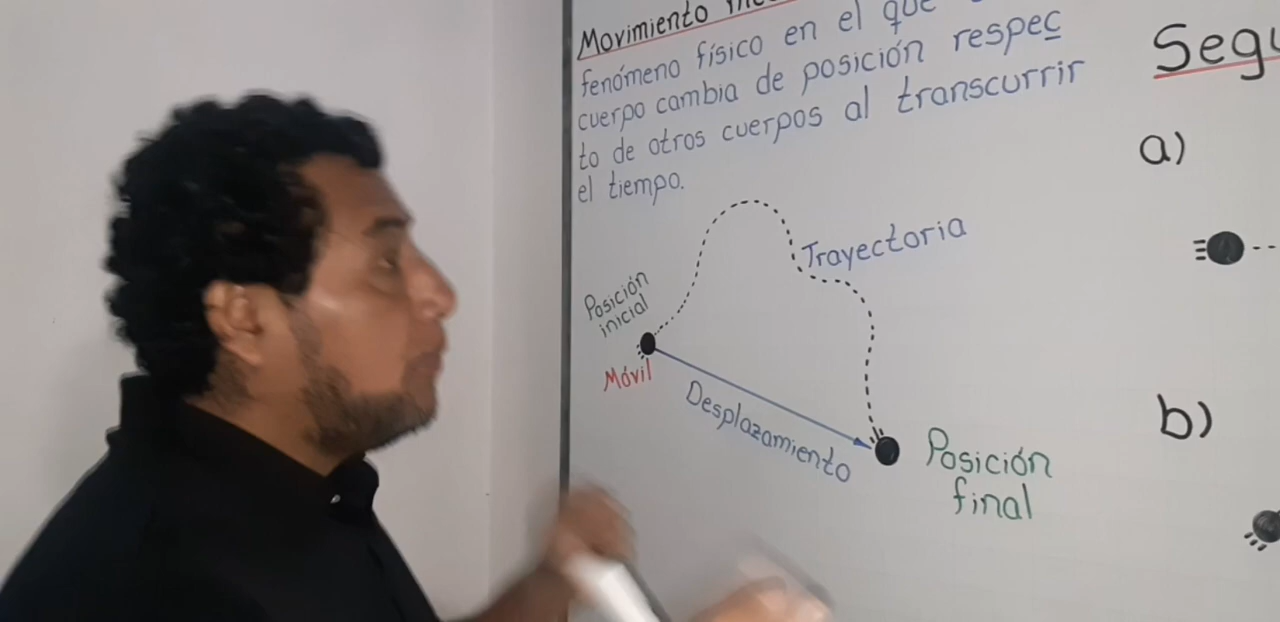 Movimiento
fenómeno físico en el que
cuerpo cambia de posición respec
to de otros cuerpos al transcurrir
el tiempo.
Trayectoria
Posición
inicial
Móvil
Desplazamiento
Posición
final
Segu
a)
b)